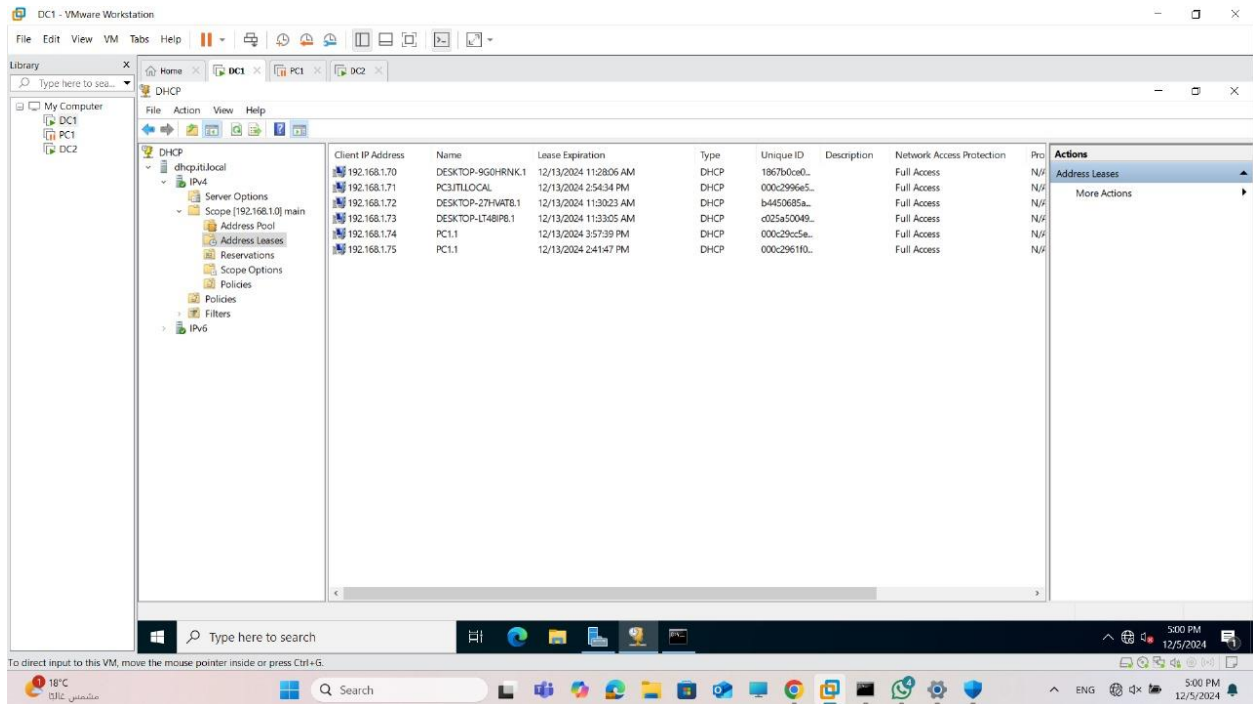 DC1 - VMware Workstation
File Edit View VM Tabs Help
Library X
Type here to sea...
My Computer
DC1
PC1
DC2
Home DC1 PC1 DC2
DHCP
File Action View Help
DHCP
dhcp.iti.local
IPv4
Server Options
Scope [192.168.1.0] main
Address Pool
Address Leases
Reservations
Scope Options
Policies
Policies
Filters
IPv6
Client IP Address Name Lease Expiration Type Unique ID Description Network Access Protection Pro
192.168.1.70 DESKTOP-9G0HRNK.1 12/13/2024 11:28:06 AM DHCP 1867b0ce0... Full Access N/A
192.168.1.71 PC3.ITI.LOCAL 12/13/2024 2:54:34 PM DHCP 000c2996e5... Full Access N/A
192.168.1.72 DESKTOP-27HVAT8.1 12/13/2024 11:30:23 AM DHCP b4450685a... Full Access N/A
192.168.1.73 DESKTOP-LT48IP8.1 12/13/2024 11:33:05 AM DHCP c025a50049... Full Access N/A
192.168.1.74 PC1.1 12/13/2024 3:57:39 PM DHCP 000c29cc5e... Full Access N/A
192.168.1.75 PC1.1 12/13/2024 2:41:47 PM DHCP 000c2961f0... Full Access N/A
Actions
Address Leases
More Actions
Type here to search
5:00 PM
12/5/2024
To direct input to this VM, move the mouse pointer inside or press Ctrl+G.
1
18°C
مشمس غالبًا
Search
ENG
5:00 PM
12/5/2024